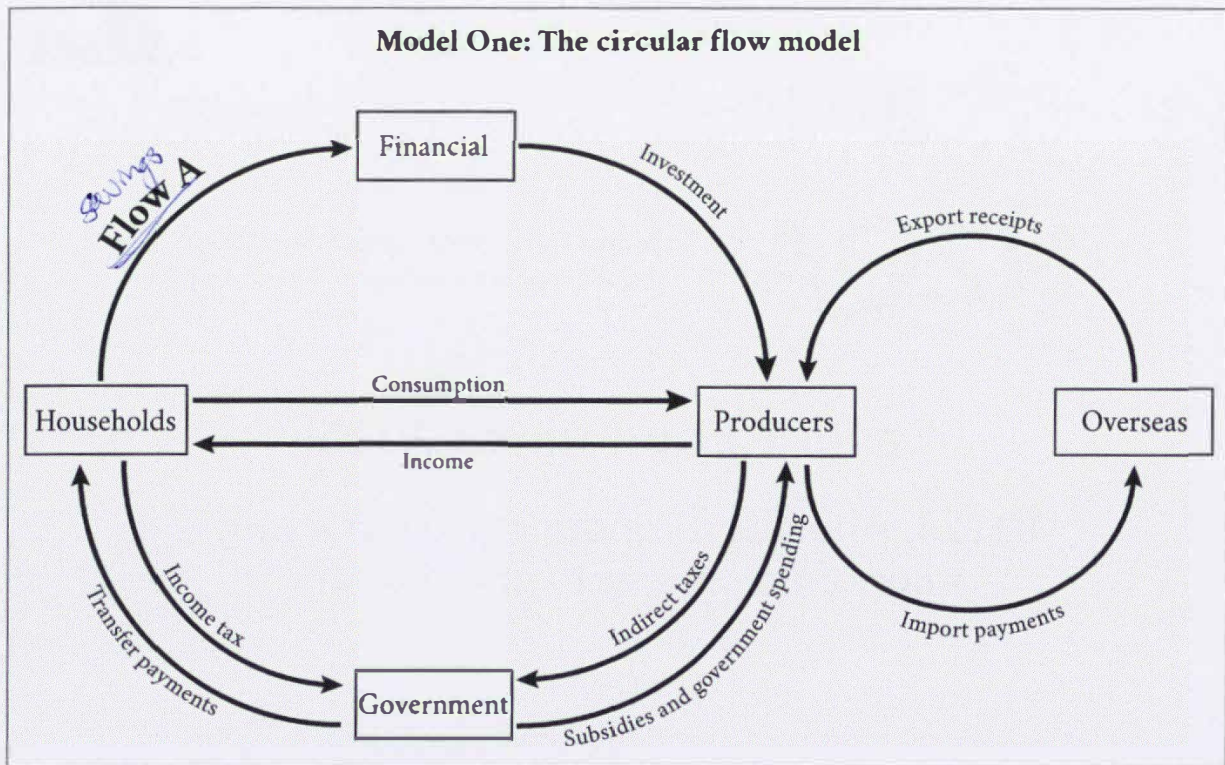 Model One: The circular flow model
Financial
savings
Flow A
Investment
Export receipts
Consumption
Households
Producers
Overseas
Income
Income tax
Transfer payments
Indirect taxes
Subsidies and government spending
Import payments
Government